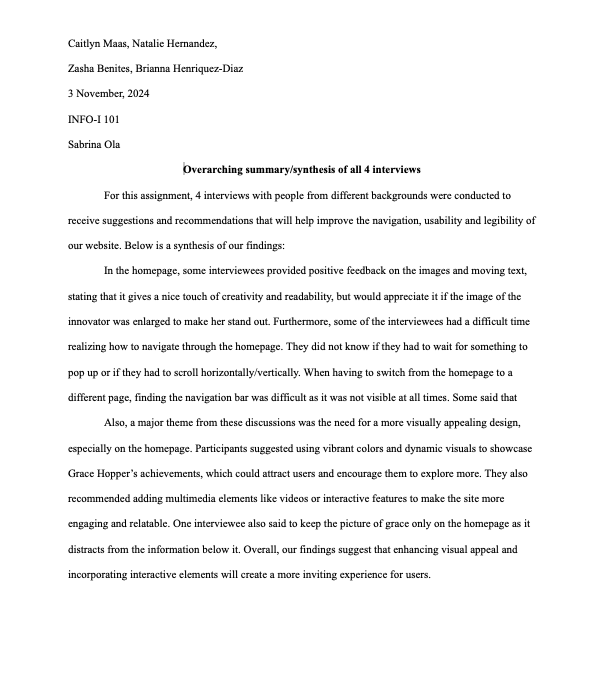 Caitlyn Maas, Natalie Hernandez,
Zasha Benites, Brianna Henriquez-Diaz
3 November, 2024
INFO-I 101
Sabrina Ola
Overarching summary/synthesis of all 4 interviews
For this assignment, 4 interviews with people from different backgrounds were conducted to
receive suggestions and recommendations that will help improve the navigation, usability and legibility of
our website. Below is a synthesis of our findings:
In the homepage, some interviewees provided positive feedback on the images and moving text,
stating that it gives a nice touch of creativity and readability, but would appreciate it if the image of the
innovator was enlarged to make her stand out. Furthermore, some of the interviewees had a difficult time
realizing how to navigate through the homepage. They did not know if they had to wait for something to
pop up or if they had to scroll horizontally/vertically. When having to switch from the homepage to a
different page, finding the navigation bar was difficult as it was not visible at all times. Some said that
Also, a major theme from these discussions was the need for a more visually appealing design,
especially on the homepage. Participants suggested using vibrant colors and dynamic visuals to showcase
Grace Hopper’s achievements, which could attract users and encourage them to explore more. They also
recommended adding multimedia elements like videos or interactive features to make the site more
engaging and relatable. One interviewee also said to keep the picture of grace only on the homepage as it
distracts from the information below it. Overall, our findings suggest that enhancing visual appeal and
incorporating interactive elements will create a more inviting experience for users.